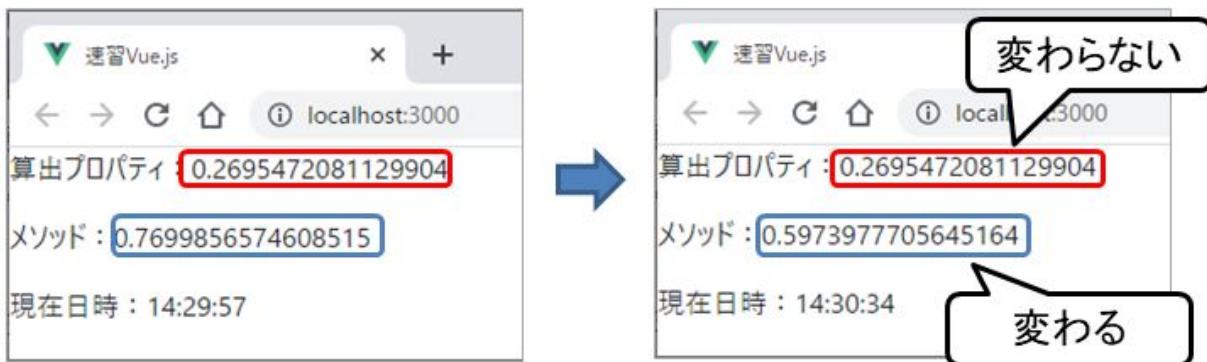 速習Vue.js
localhost:3000
算出プロパティ：0.2695472081129904
メソッド：0.7699856574608515
現在日時：14:29:57
速習Vue.js
変わらない
local :3000
算出プロパティ：0.2695472081129904
メソッド：0.5973977705645164
現在日時：14:30:34
変わる